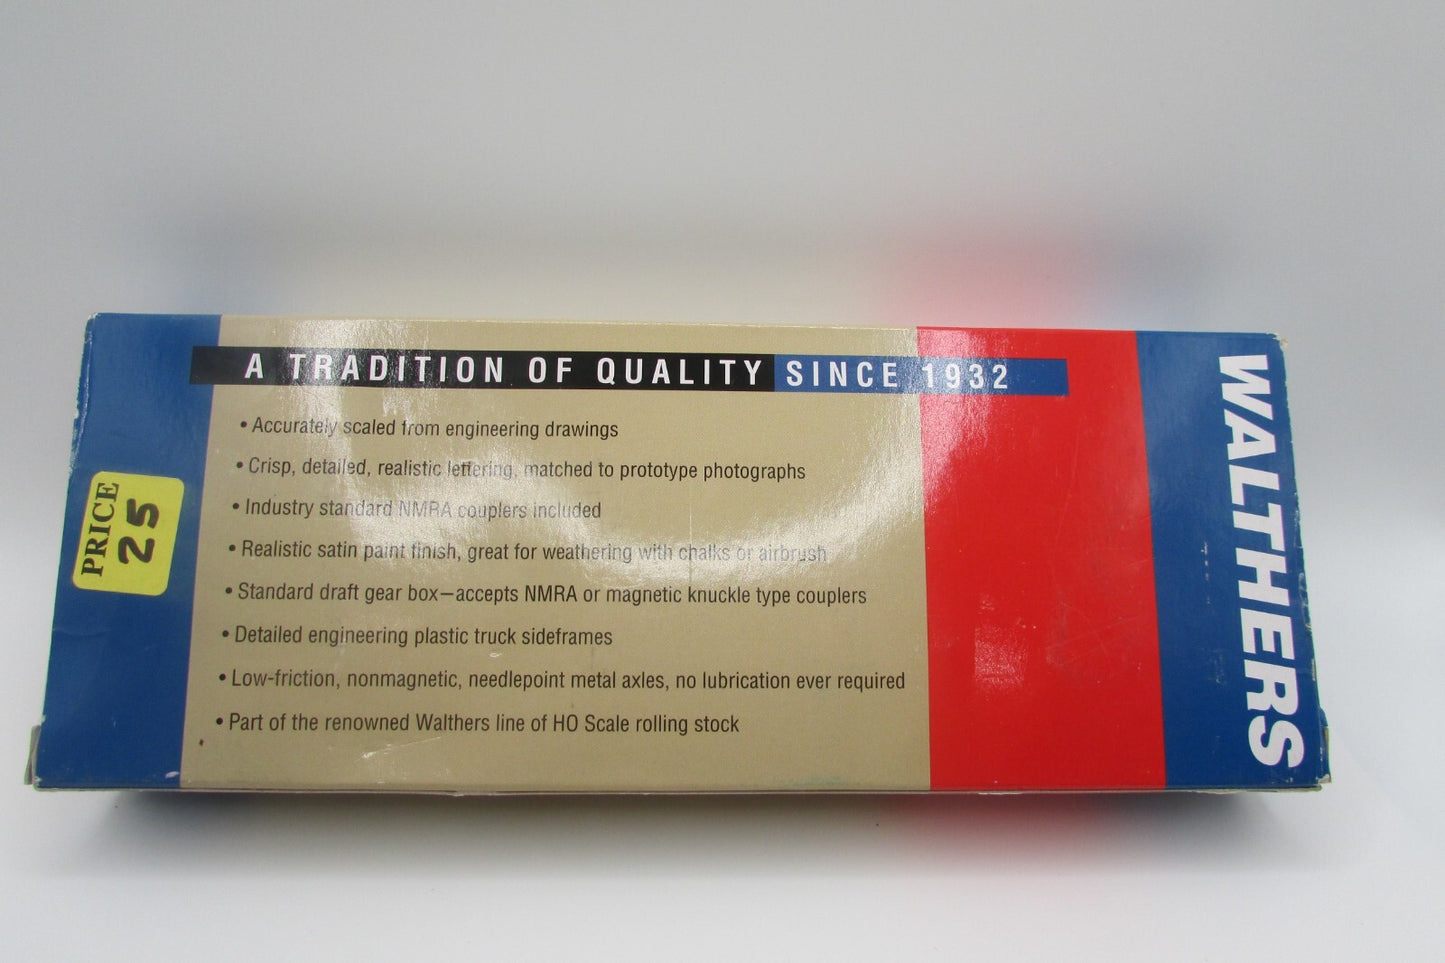 A TRADITION OF QUALITY SINCE 1932
• Accurately scaled from engineering drawings
• Crisp, detailed, realistic lettering, matched to prototype photographs
• Industry standard NMRA couplers included
• Realistic satin paint finish, great for weathering with chalks or airbrush
• Standard draft gear box—accepts NMRA or magnetic knuckle type couplers
• Detailed engineering plastic truck sideframes
• Low-friction, nonmagnetic, needlepoint metal axles, no lubrication ever required
• Part of the renowned Walthers line of HO Scale rolling stock
PRICE
25
WALTHERS